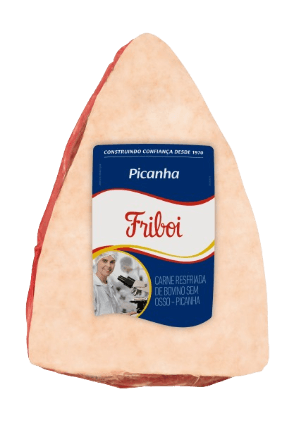 CONSTRUINDO CONFIANÇA DESDE 1970
Picanha
Friboi
CARNE RESFRIADA
DE BOVINO SEM
OSSO - PICANHA